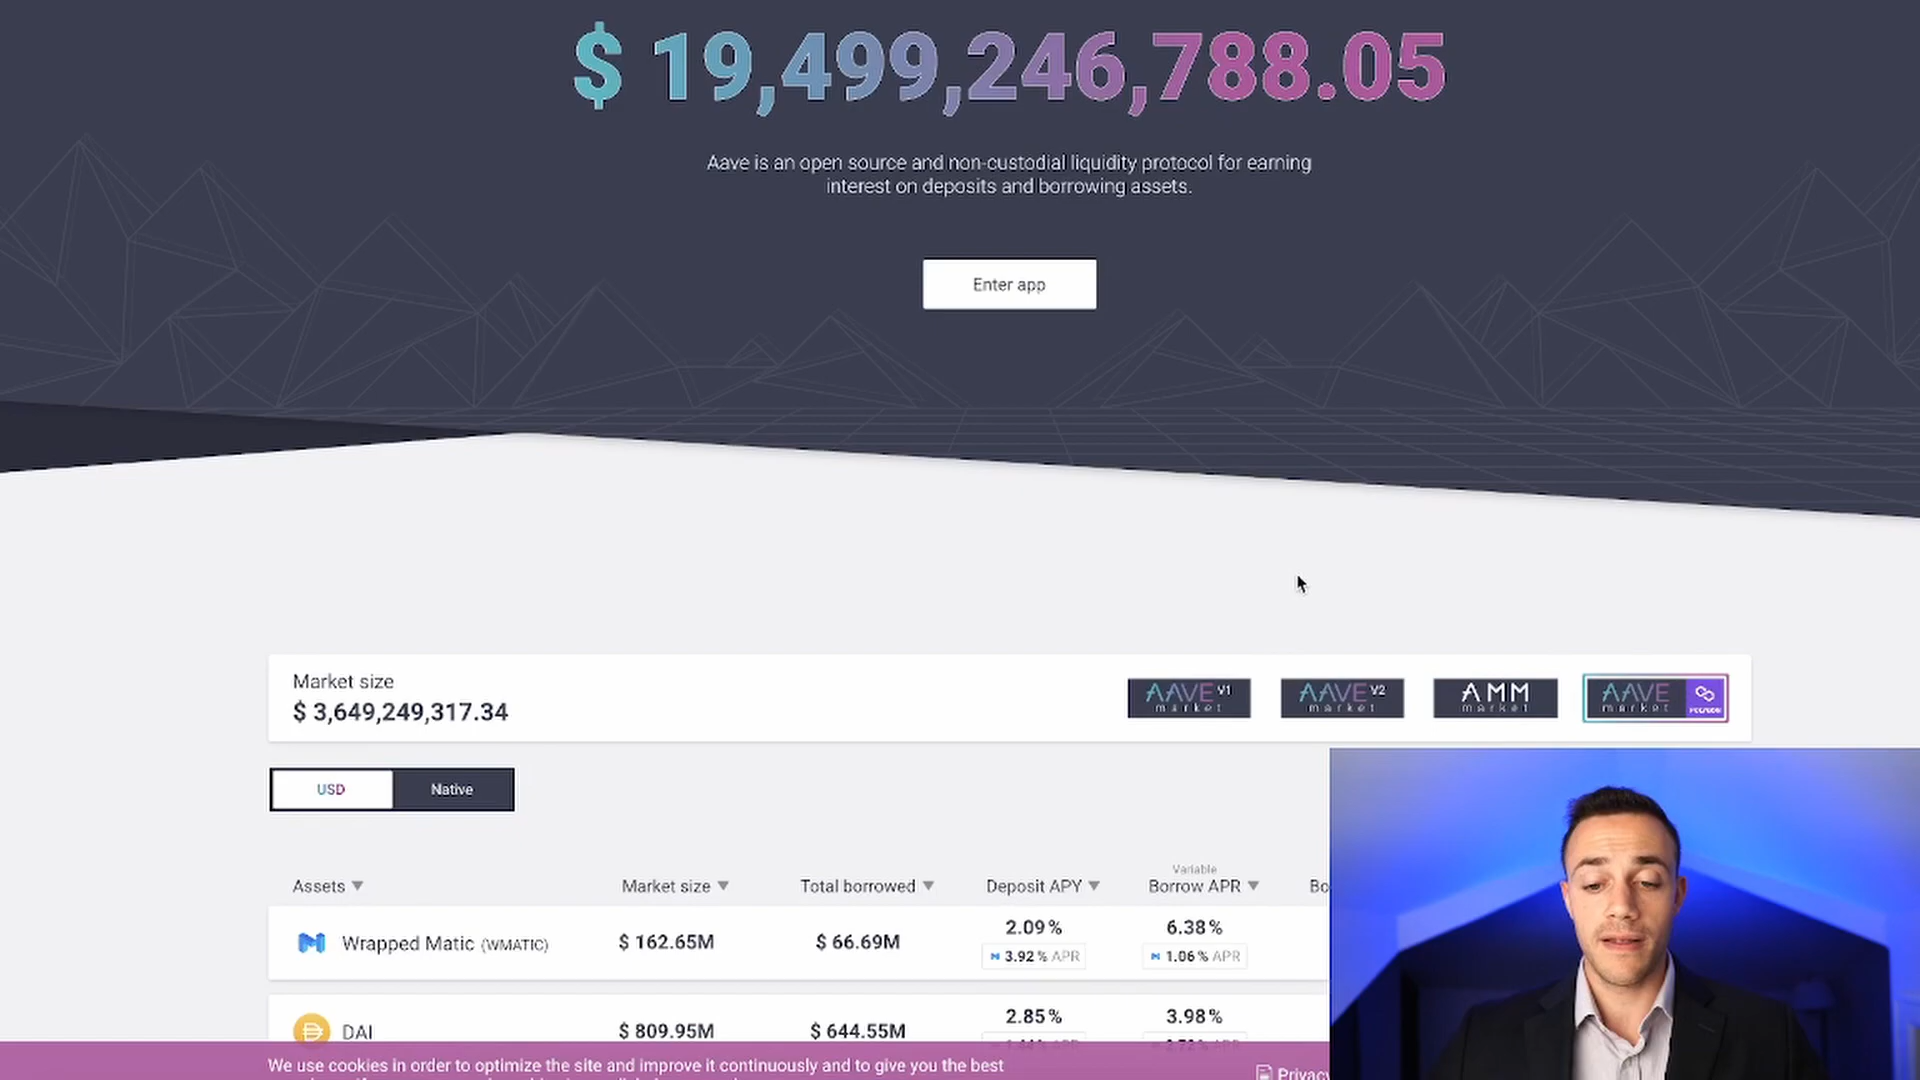 $ 19,499,246,788.05
Aave is an open source and non-custodial liquidity protocol for earning
interest on deposits and borrowing assets.
Enter app
Market size
$ 3,649,249,317.34
AAVE V1
market
AAVE V2
market
AMM
market
AAVE
market
POLYGON
USD
Native
Assets
Market size
Total borrowed
Deposit APY
Variable
Borrow APR
Bo
Wrapped Matic (WMATIC)
$ 162.65M
$ 66.69M
2.09 %
3.92 % APR
6.38 %
1.06 % APR
DAI
$ 809.95M
$ 644.55M
2.85 %
3.98 %
We use cookies in order to optimize the site and improve it continuously and to give you the best
Privacy